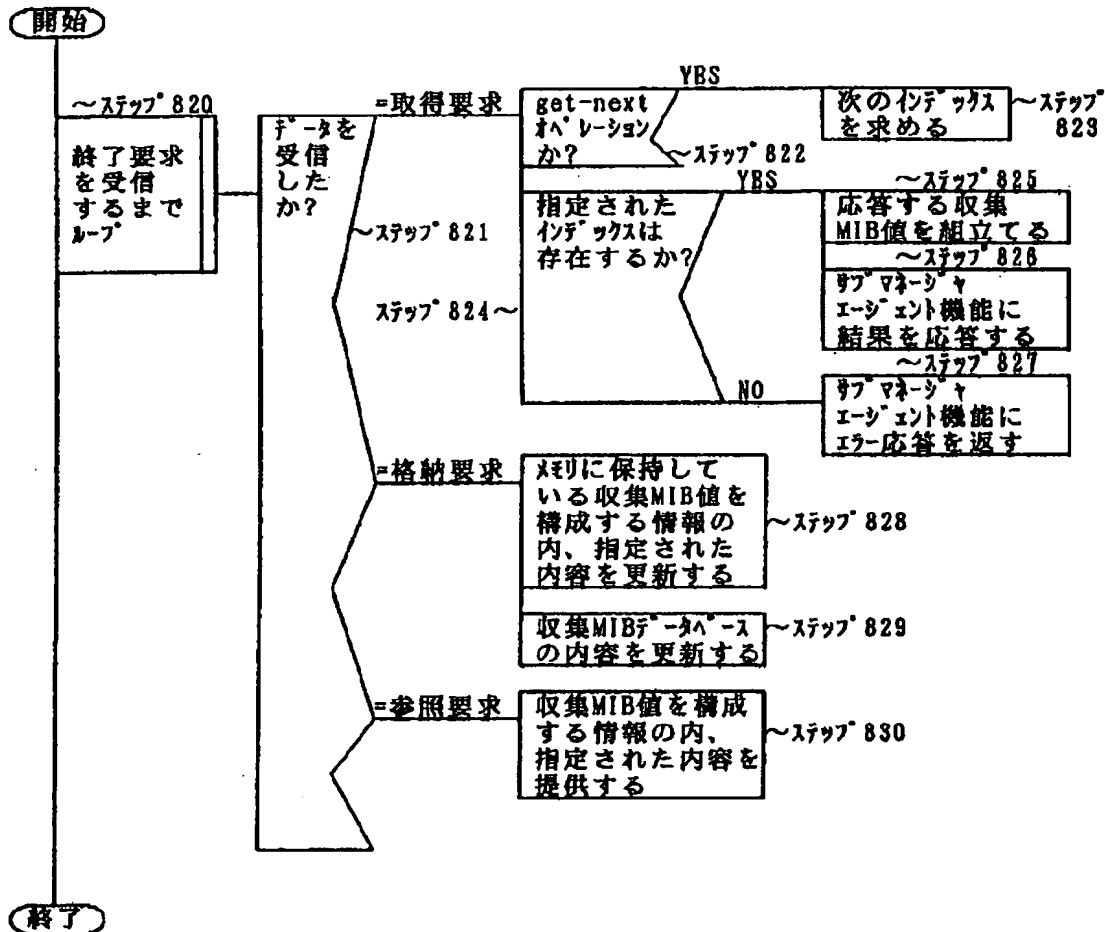 開始
~ステップ820
終了要求
を受信
するまで
ループ
データを
受信
したか?
~ステップ821
=取得要求
get-next
オペレーション
か?
~ステップ822
YBS
次のインデックス
を求める
~ステップ
823
ステップ824~
指定された
インデックスは
存在するか?
YBS
~ステップ825
応答する収集
MIB値を組立てる
~ステップ826
サブマネージャ
エージェント機能に
結果を応答する
NO
~ステップ827
サブマネージャ
エージェント機能に
エラー応答を返す
=格納要求
メモリに保持して
いる収集MIB値を
構成する情報の
内、指定された
内容を更新する
~ステップ828
収集MIBデータベース
の内容を更新する
~ステップ829
=参照要求
収集MIB値を構成
する情報の内、
指定された内容を
提供する
~ステップ830
終了